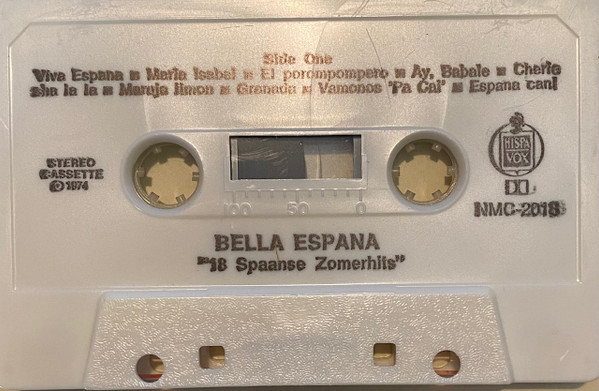 Side One
Viva Espana ■ Maria Isabel ■ El porompompero ■ Ay, Babale ■ Cherie
sha la la ■ Maruja limon ■ Granada ■ Vamonos "Pa Cai" ■ Espana cani
STEREO
CASSETTE
Ⓟ 1974
HISPA
VOX
NMC-2018
100 50 0
BELLA ESPANA
"18 Spaanse Zomerhits"